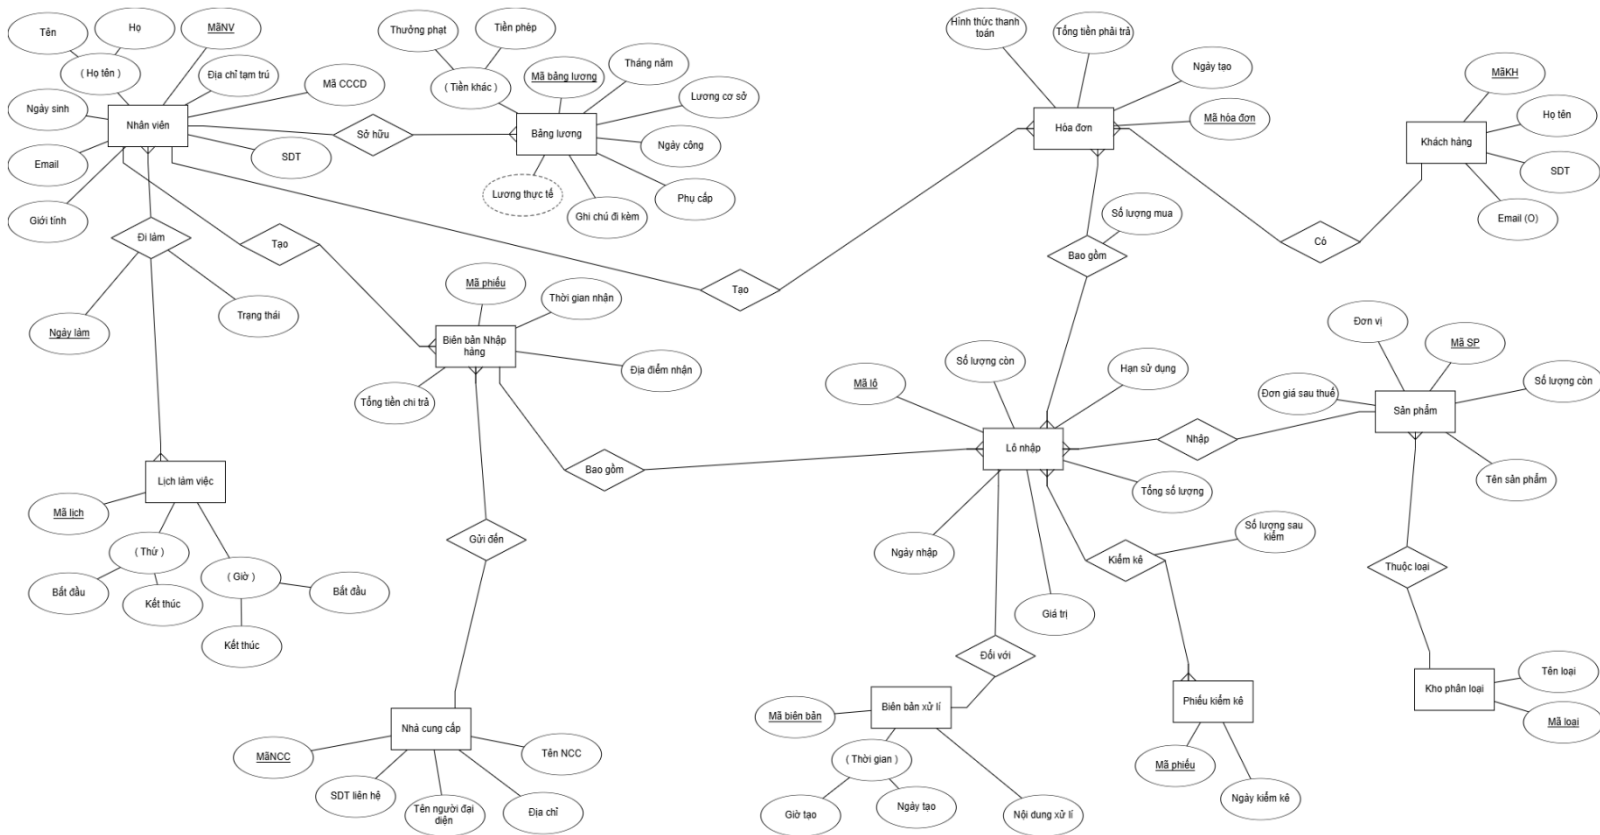 Tên
Họ
MãNV
( Họ tên )
Địa chỉ tạm trú
Mã CCCD
Ngày sinh
Nhân viên
Email
SDT
Giới tính
Sở hữu
Thưởng phạt
Tiền phép
( Tiền khác )
Mã bảng lương
Tháng năm
Lương cơ sở
Bảng lương
Ngày công
Lương thực tế
Ghi chú đi kèm
Phụ cấp
Hình thức thanh
toán
Tổng tiền phải trả
Ngày tạo
Hóa đơn
Mã hóa đơn
MãKH
Họ tên
Khách hàng
SDT
Email (O)
Có
Đi làm
Ngày làm
Trạng thái
Tạo
Tạo
Số lượng mua
Bao gồm
Mã phiếu
Thời gian nhận
Biên bản Nhập
hàng
Địa điểm nhận
Tổng tiền chi trả
Mã lô
Số lượng còn
Hạn sử dụng
Lô nhập
Nhập
Tổng số lượng
Ngày nhập
Giá trị
Bao gồm
Đơn vị
Mã SP
Đơn giá sau thuế
Số lượng còn
Sản phẩm
Tên sản phẩm
Lịch làm việc
Mã lịch
( Thứ )
Bắt đầu
Kết thúc
( Giờ )
Bắt đầu
Kết thúc
Gửi đến
Kiểm kê
Số lượng sau
kiểm
Thuộc loại
Đối với
Nhà cung cấp
MãNCC
Tên NCC
SDT liên hệ
Tên người đại
diện
Địa chỉ
Mã biên bản
Biên bản xử lí
( Thời gian )
Giờ tạo
Ngày tạo
Nội dung xử lí
Phiếu kiểm kê
Mã phiếu
Ngày kiểm kê
Kho phân loại
Tên loại
Mã loại